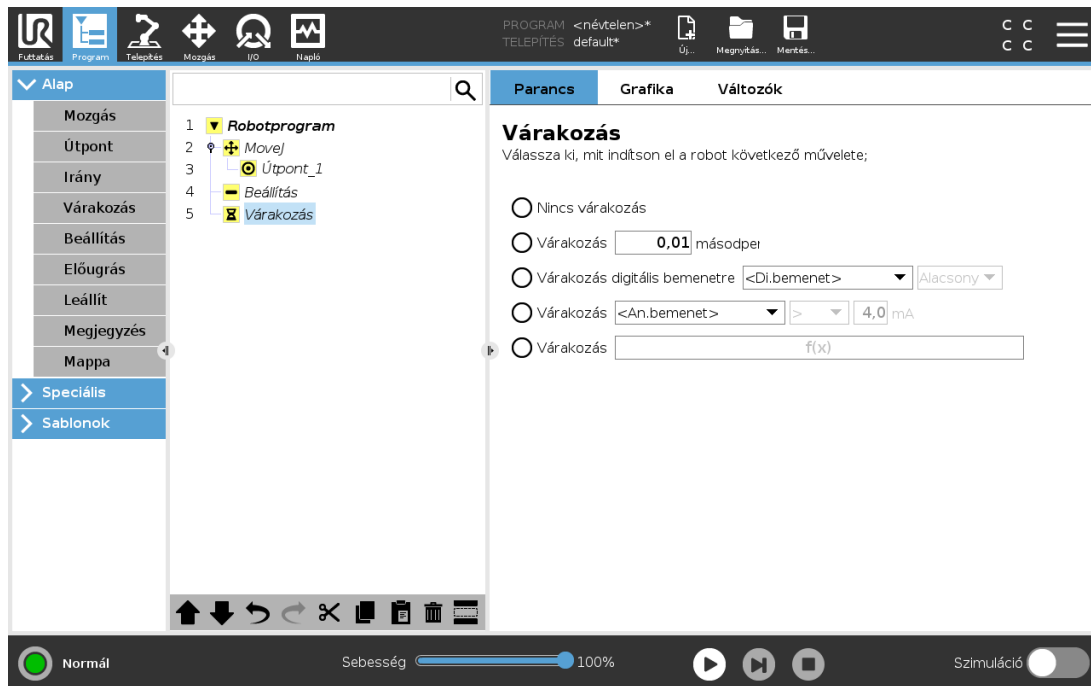 Futtatás Program Telepítés Mozgás I/O Napló
PROGRAM <névtelen>*
TELEPÍTÉS default*
Új... Megnyitás... Mentés...
C C
C C
Alap
Mozgás
Útpont
Irány
Várakozás
Beállítás
Előugrás
Leállít
Megjegyzés
Mappa
Speciális
Sablonok
1 Robotprogram
2 MoveJ
3 Útpont_1
4 Beállítás
5 Várakozás
Parancs Grafika Változók
Várakozás
Válassza ki, mit indítson el a robot következő művelete;
Nincs várakozás
Várakozás 0,01 másodper
Várakozás digitális bemenetre <Di.bemenet> Alacsony
Várakozás <An.bemenet> > 4,0 mA
Várakozás f(x)
Normál
Sebesség 100%
Szimuláció